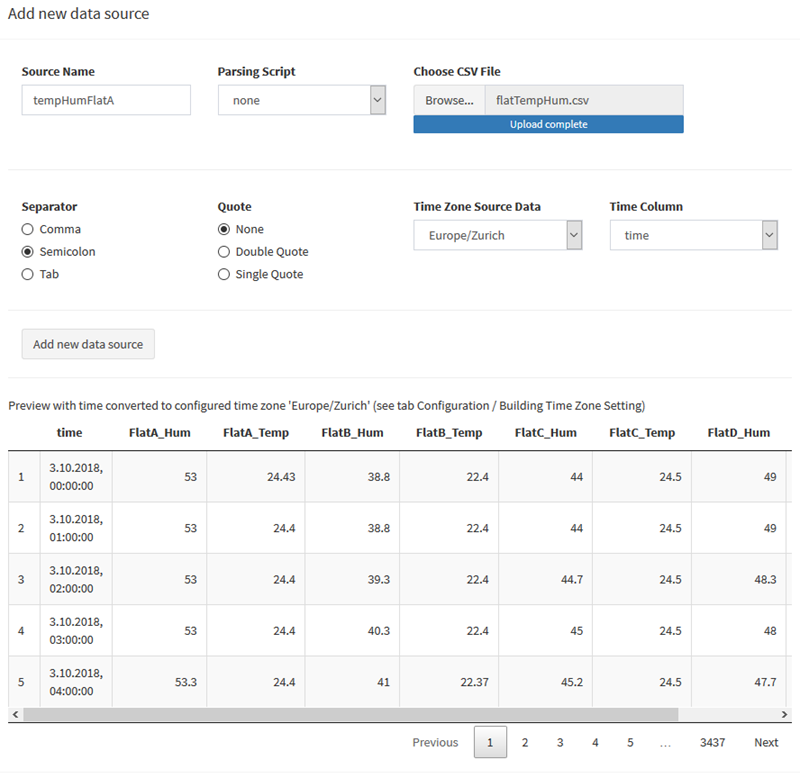 Add new data source
Source Name Parsing Script Choose CSV File
tempHumFlatA none Browse... flatTempHum.csv
Upload complete
Separator Quote Time Zone Source Data Time Column
Comma None Europe/Zurich time
Semicolon Double Quote
Tab Single Quote
Add new data source
Preview with time converted to configured time zone 'Europe/Zurich' (see tab Configuration / Building Time Zone Setting)
time FlatA_Hum FlatA_Temp FlatB_Hum FlatB_Temp FlatC_Hum FlatC_Temp FlatD_Hum
1 3.10.2018, 00:00:00 53 24.43 38.8 22.4 44 24.5 49
2 3.10.2018, 01:00:00 53 24.4 38.8 22.4 44 24.5 49
3 3.10.2018, 02:00:00 53 24.4 39.3 22.4 44.7 24.5 48.3
4 3.10.2018, 03:00:00 53 24.4 40.3 22.4 45 24.5 48
5 3.10.2018, 04:00:00 53.3 24.4 41 22.37 45.2 24.5 47.7
Previous 1 2 3 4 5 ... 3437 Next